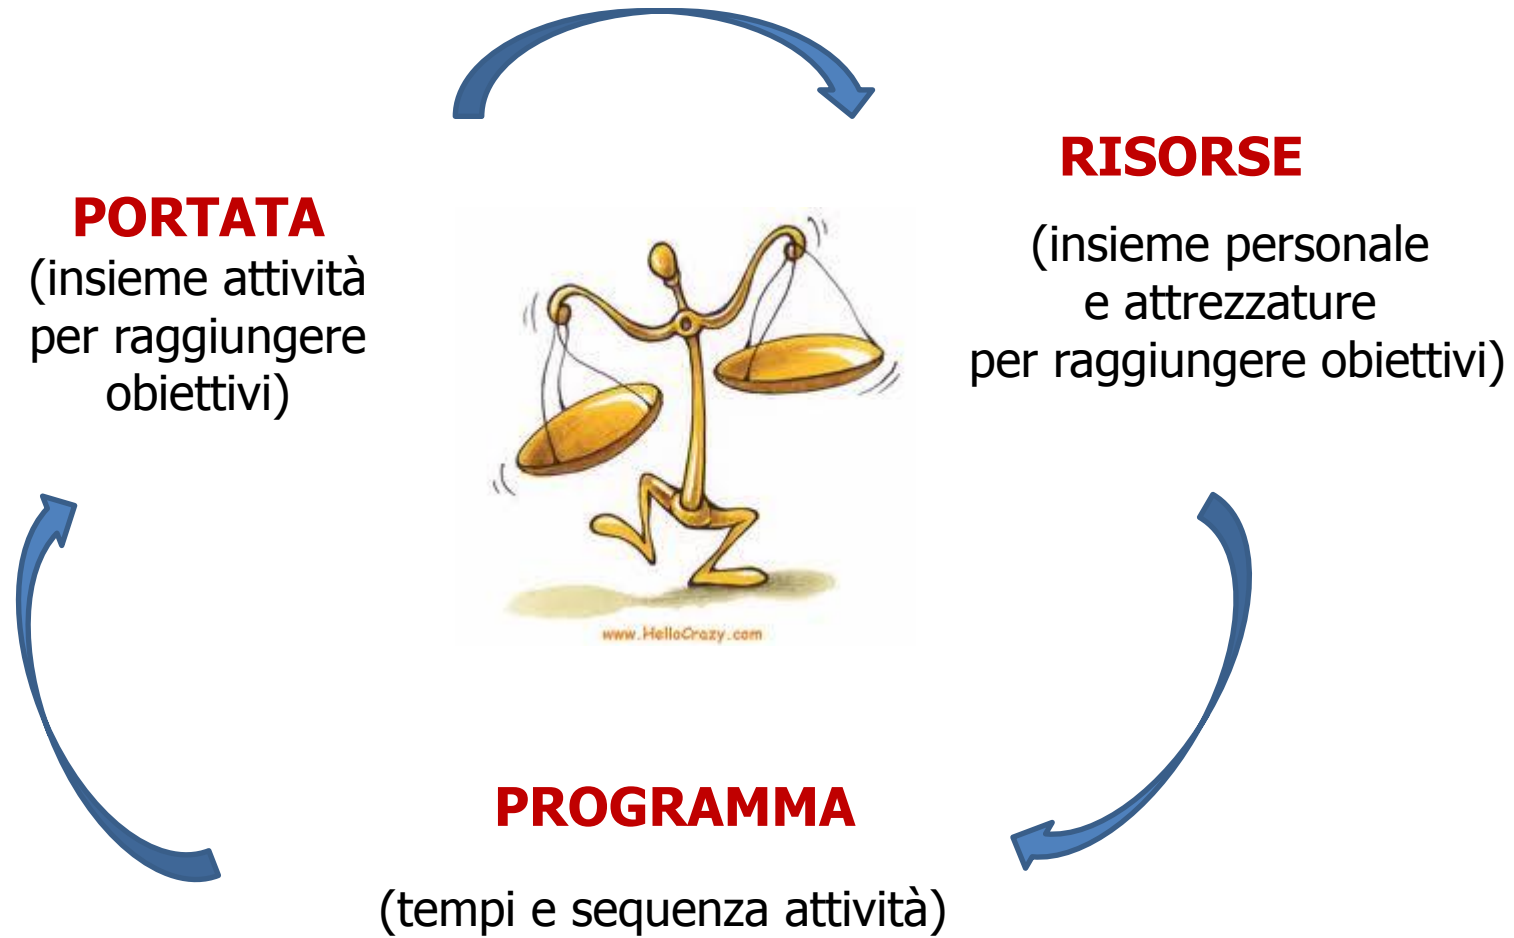 PORTATA
(insieme attività
per raggiungere
obiettivi)
RISORSE
(insieme personale
e attrezzature
per raggiungere obiettivi)
www.HelloCrazy.com
PROGRAMMA
(tempi e sequenza attività)